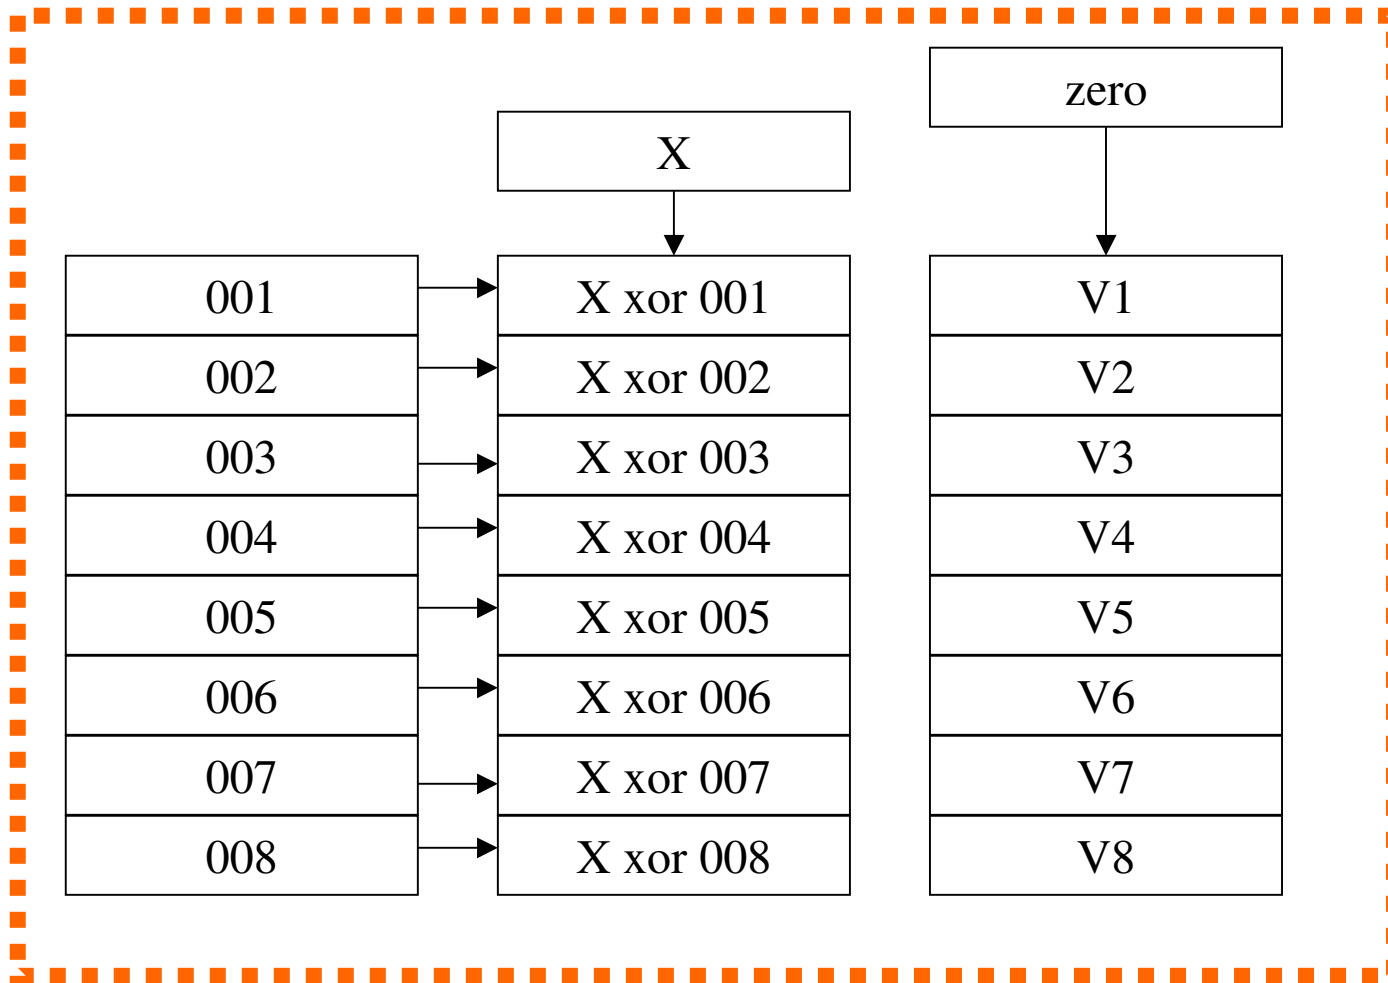 zero
X
001 X xor 001 V1
002 X xor 002 V2
003 X xor 003 V3
004 X xor 004 V4
005 X xor 005 V5
006 X xor 006 V6
007 X xor 007 V7
008 X xor 008 V8